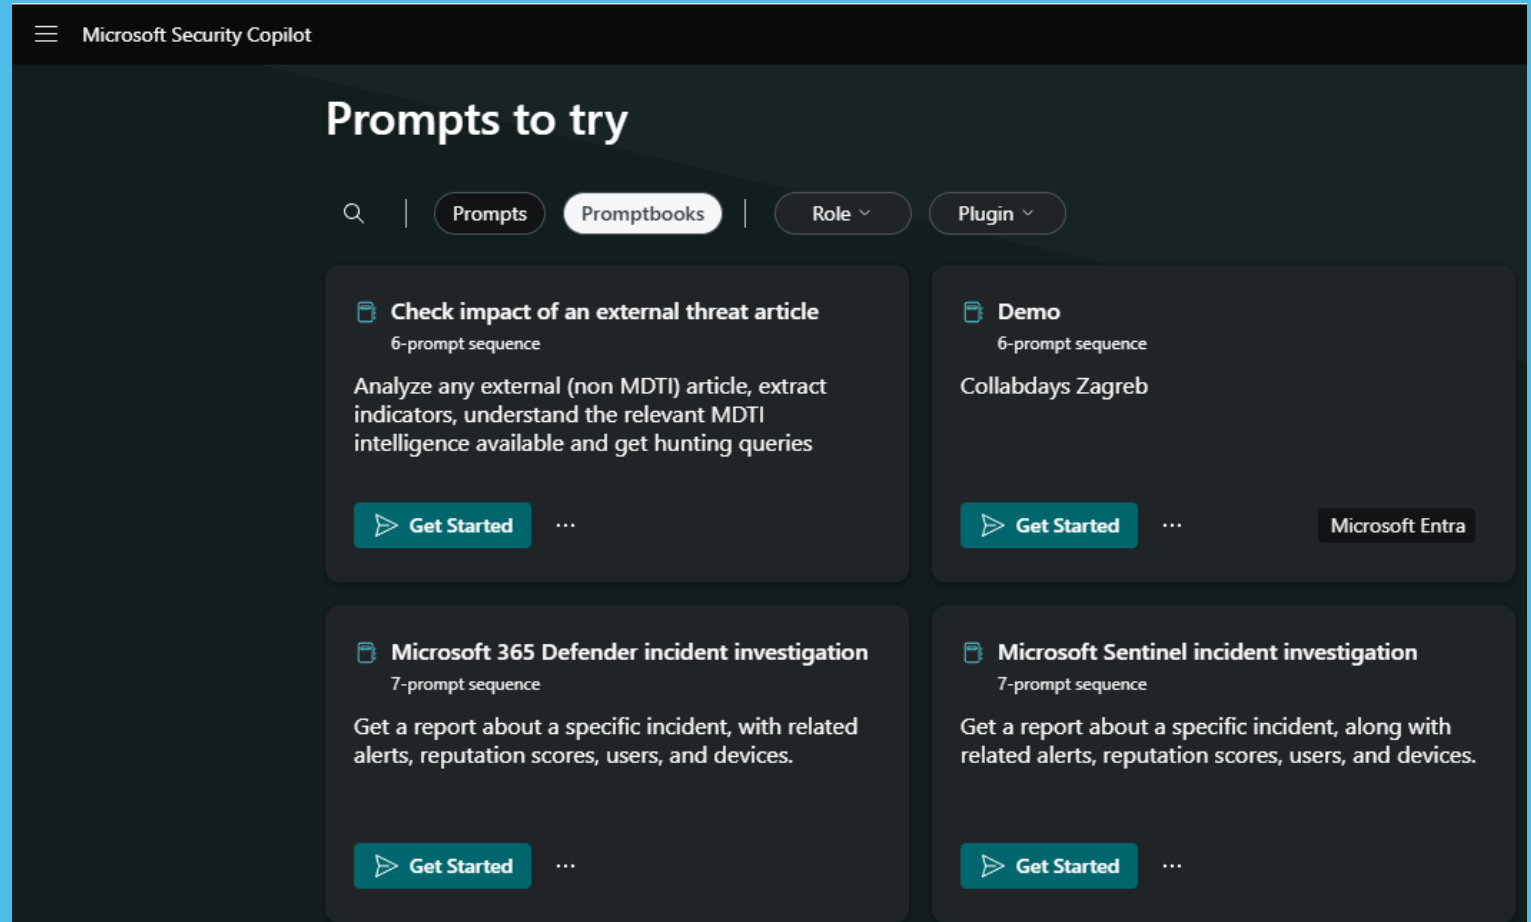 Microsoft Security Copilot
Prompts to try
Prompts
Promptbooks
Role
Plugin
Check impact of an external threat article
6-prompt sequence
Analyze any external (non MDTI) article, extract
indicators, understand the relevant MDTI
intelligence available and get hunting queries
Get Started
Demo
6-prompt sequence
Collabdays Zagreb
Get Started
Microsoft Entra
Microsoft 365 Defender incident investigation
7-prompt sequence
Get a report about a specific incident, with related
alerts, reputation scores, users, and devices.
Get Started
Microsoft Sentinel incident investigation
7-prompt sequence
Get a report about a specific incident, along with
related alerts, reputation scores, users, and devices.
Get Started